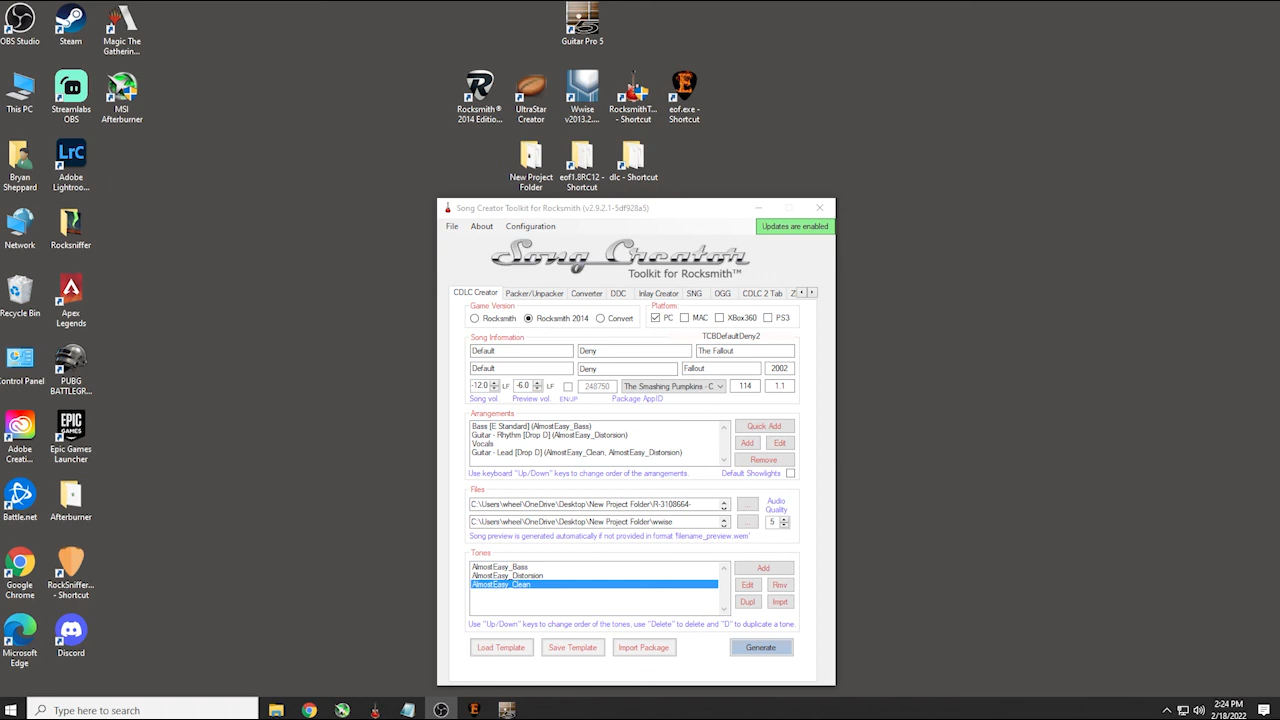 OBS Studio
Steam
Magic The
Gatherin...
Guitar Pro 5
This PC
Streamlabs
OBS
MSI
Afterburner
Rocksmith®
2014 Editio...
UltraStar
Creator
Wwise
v2013.2....
RocksmithT...
- Shortcut
eof.exe -
Shortcut
Bryan
Sheppard
Adobe
Lightroo...
New Project
Folder
eof1.8RC12 -
Shortcut
dlc - Shortcut
Network
Rocksniffer
Recycle Bin
Apex
Legends
Control Panel
PUBG
BATTLEGR...
Adobe
Creati...
Epic Games
Launcher
Battle.net
Afterburner
Google
Chrome
RockSniffer...
- Shortcut
Microsoft
Edge
Discord
Song Creator Toolkit for Rocksmith (v2.9.2.1-5df928a5)
File About Configuration
Updates are enabled
Song Creator
Toolkit for Rocksmith™
CDLC Creator Packer/Unpacker Converter DDC Inlay Creator SNG OGG CDLC 2 Tab Z
Game Version
Rocksmith Rocksmith 2014 Convert
Platform
PC MAC XBox360 PS3
Song Information
TCBDefaultDeny2
Default Deny The Fallout
Default Deny Fallout 2002
-12.0 LF -6.0 LF 248750 The Smashing Pumpkins - C 114 1.1
Song vol. Preview vol. EN/JP Package AppID
Arrangements
Bass [E Standard] (AlmostEasy_Bass)
Guitar - Rhythm [Drop D] (AlmostEasy_Distorsion)
Vocals
Guitar - Lead [Drop D] (AlmostEasy_Clean, AlmostEasy_Distorsion)
Quick Add
Add Edit
Remove
Use keyboard "Up/Down" keys to change order of the arrangements.
Default Showlights
Files
C:\Users\wheel\OneDrive\Desktop\New Project Folder\R-3108664-
...
C:\Users\wheel\OneDrive\Desktop\New Project Folder\wwise
...
Audio
Quality
5
Song preview is generated automatically if not provided in format 'filename_preview.wem'
Tones
AlmostEasy_Bass
AlmostEasy_Distorsion
AlmostEasy_Clean
Add
Edit Rmv
Dupl Imprt
Use "Up/Down" keys to change order of the tones, use "Delete" to delete and "D" to duplicate a tone.
Load Template Save Template Import Package Generate
Type here to search
2:24 PM
2/18/2022